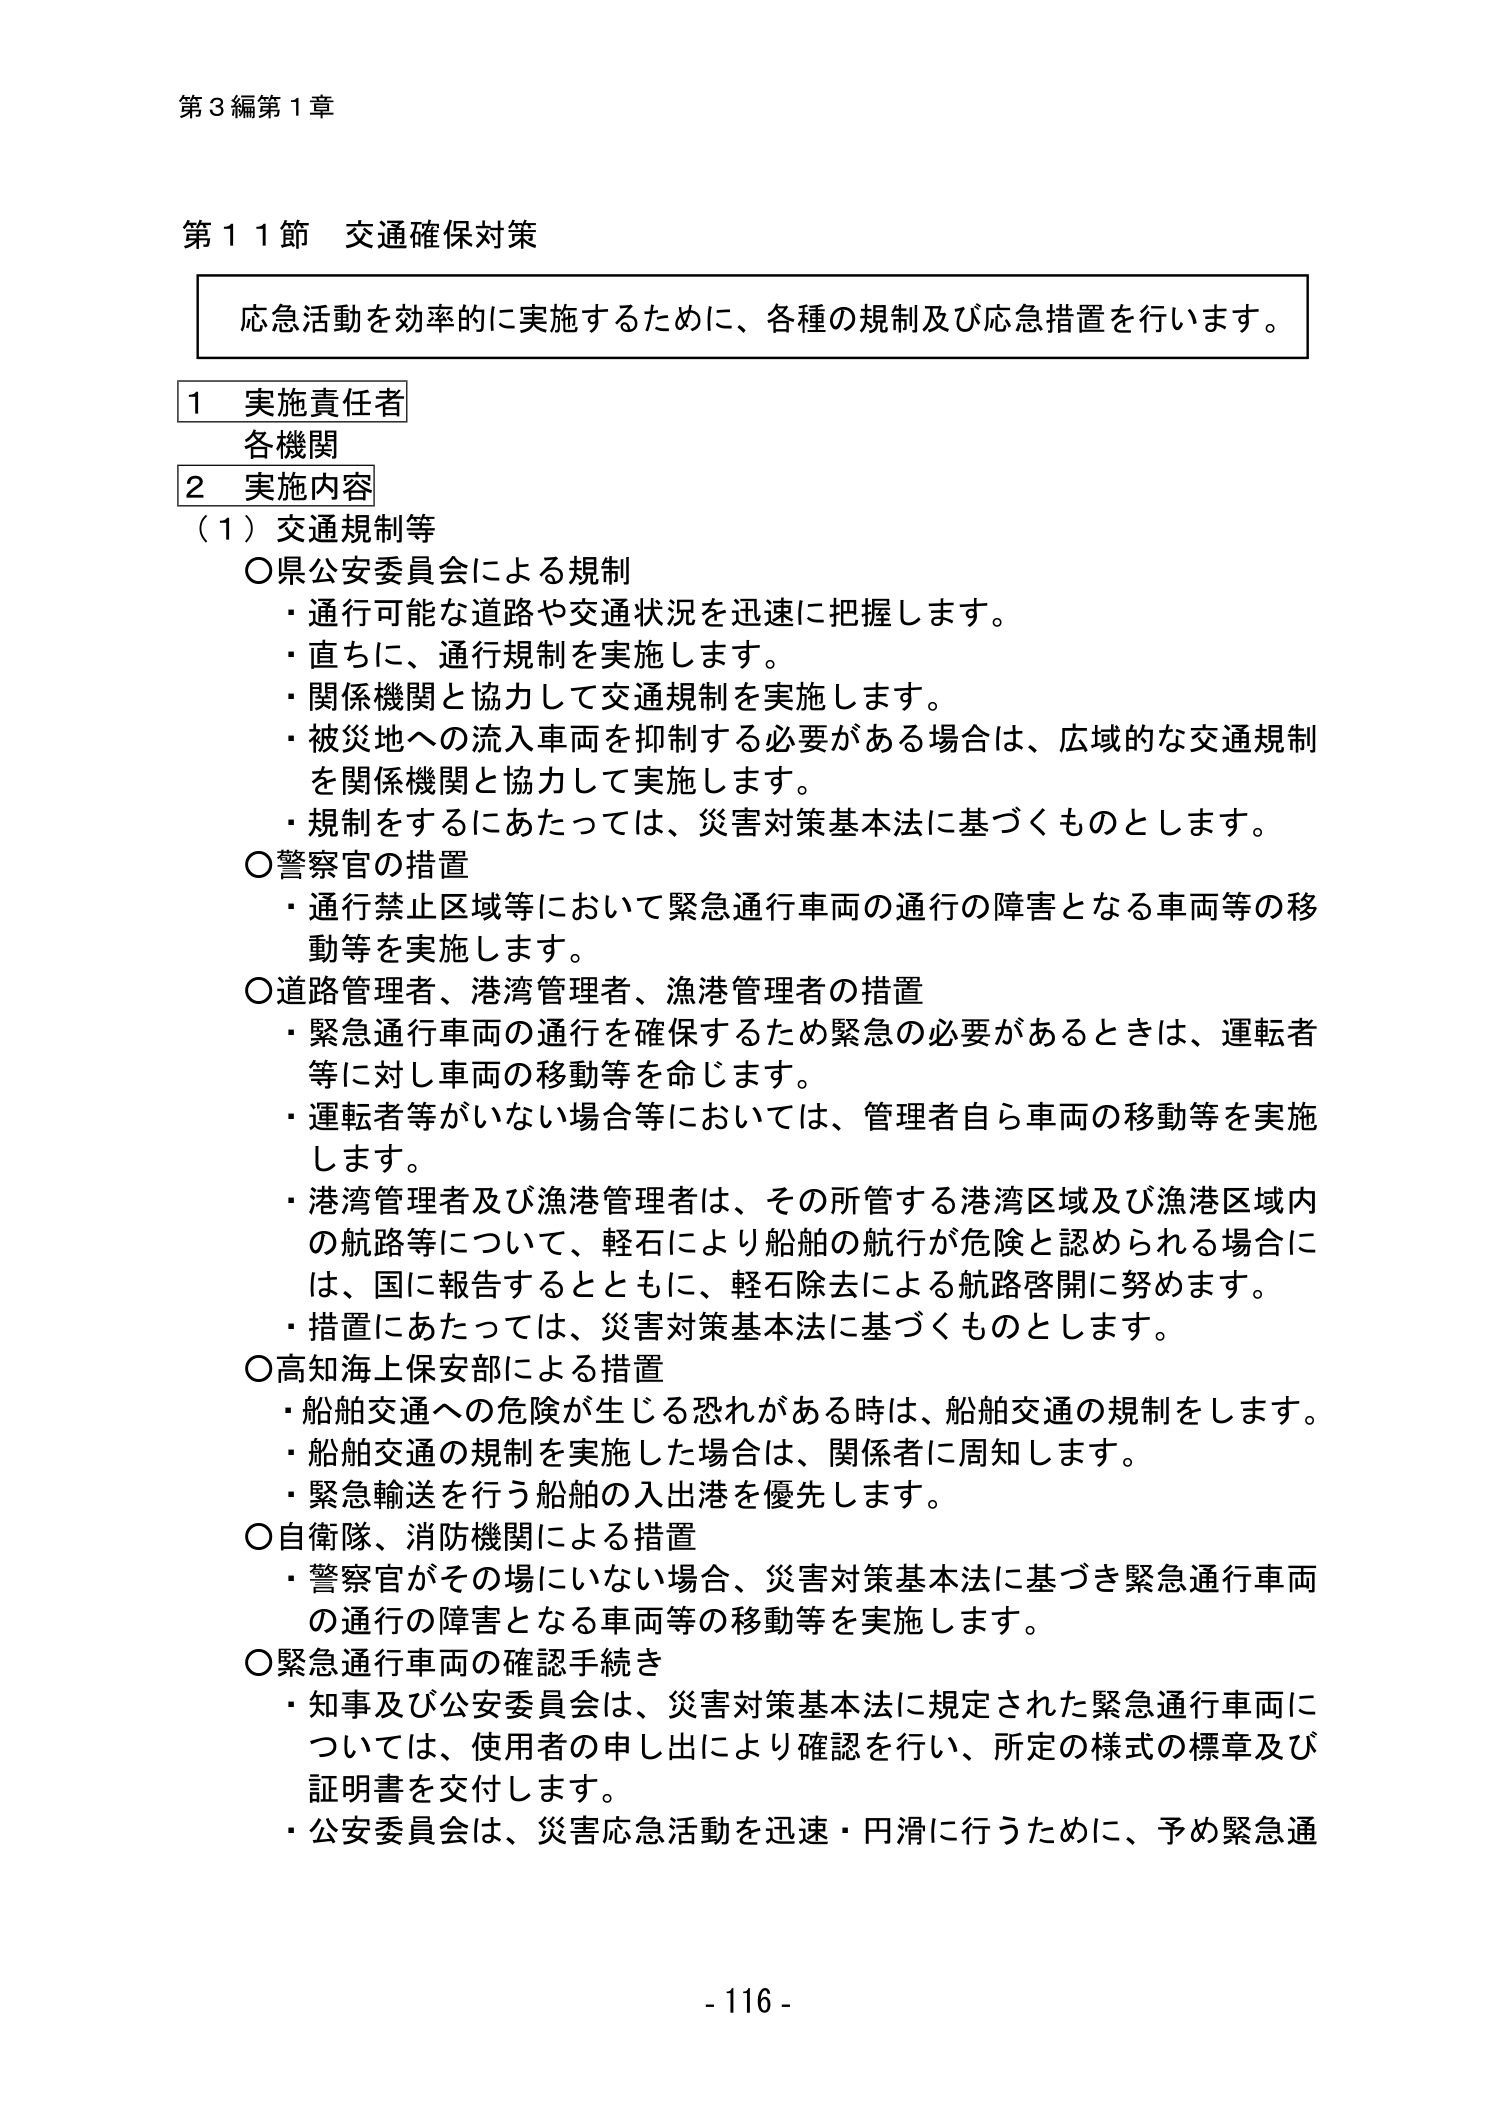 第３編第１章
第１１節　交通確保対策
応急活動を効率的に実施するために、各種の規制及び応急措置を行います。
１　実施責任者
各機関
２　実施内容
（１）交通規制等
〇県公安委員会による規制
・通行可能な道路や交通状況を迅速に把握します。
・直ちに、通行規制を実施します。
・関係機関と協力して交通規制を実施します。
・被災地への流入車両を抑制する必要がある場合は、広域的な交通規制
を関係機関と協力して実施します。
・規制をするにあたっては、災害対策基本法に基づくものとします。
〇警察官の措置
・通行禁止区域等において緊急通行車両の通行の障害となる車両等の移
動等を実施します。
〇道路管理者、港湾管理者、漁港管理者の措置
・緊急通行車両の通行を確保するため緊急の必要があるときは、運転者
等に対し車両の移動等を命じます。
・運転者等がいない場合等においては、管理者自ら車両の移動等を実施
します。
・港湾管理者及び漁港管理者は、その所管する港湾区域及び漁港区域内
の航路等について、軽石により船舶の航行が危険と認められる場合に
は、国に報告するとともに、軽石除去による航路啓開に努めます。
・措置にあたっては、災害対策基本法に基づくものとします。
〇高知海上保安部による措置
・船舶交通への危険が生じる恐れがある時は、船舶交通の規制をします。
・船舶交通の規制を実施した場合は、関係者に周知します。
・緊急輸送を行う船舶の入出港を優先します。
〇自衛隊、消防機関による措置
・警察官がその場にいない場合、災害対策基本法に基づき緊急通行車両
の通行の障害となる車両等の移動等を実施します。
〇緊急通行車両の確認手続き
・知事及び公安委員会は、災害対策基本法に規定された緊急通行車両に
ついては、使用者の申し出により確認を行い、所定の様式の標章及び
証明書を交付します。
・公安委員会は、災害応急活動を迅速・円滑に行うために、予め緊急通
- 116 -